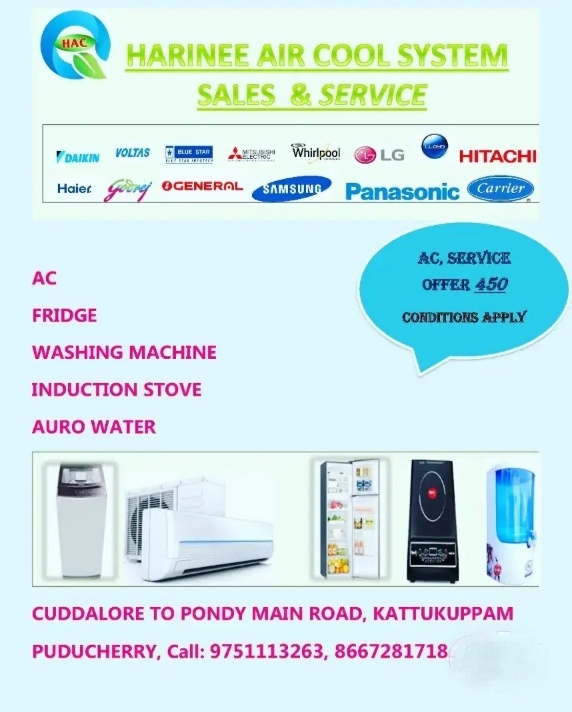 HAC
HARINEE AIR COOL SYSTEM
SALES & SERVICE
DAIKIN VOLTAS BLUE STAR MITSUBISHI ELECTRIC Whirlpool LG LLOYD HITACHI
Haier Godrej GENERAL SAMSUNG Panasonic Carrier
AC, SERVICE
OFFER 450
CONDITIONS APPLY
AC
FRIDGE
WASHING MACHINE
INDUCTION STOVE
AURO WATER
CUDDALORE TO PONDY MAIN ROAD, KATTUKUPPAM
PUDUCHERRY, Call: 9751113263, 8667281718